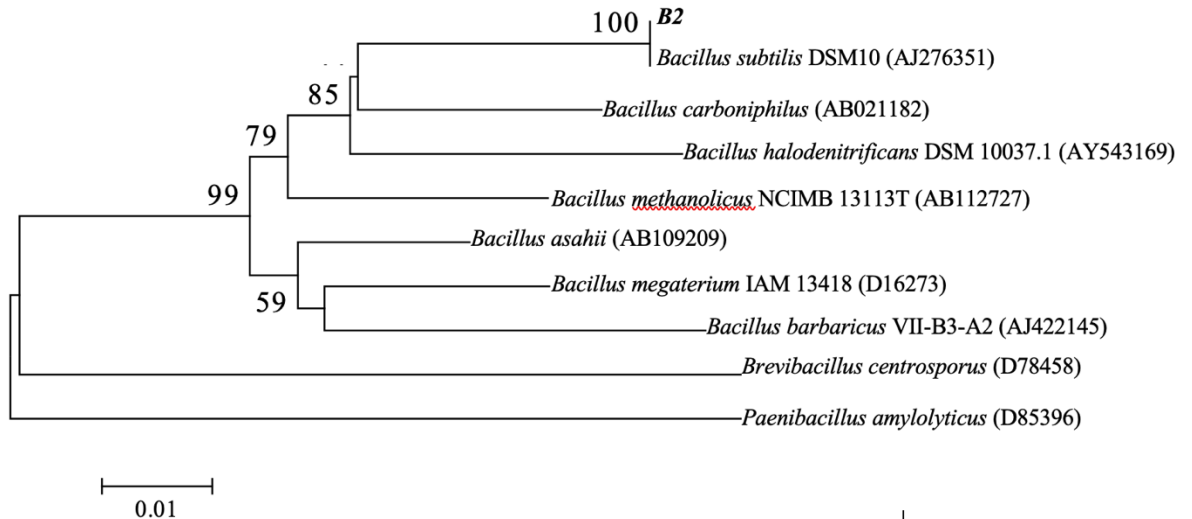 100
B2
Bacillus subtilis DSM10 (AJ276351)
85
Bacillus carboniphilus (AB021182)
79
Bacillus halodenitrificans DSM 10037.1 (AY543169)
99
Bacillus methanolicus NCIMB 13113T (AB112727)
Bacillus asahii (AB109209)
59
Bacillus megaterium IAM 13418 (D16273)
Bacillus barbaricus VII-B3-A2 (AJ422145)
Brevibacillus centrosporus (D78458)
Paenibacillus amylolyticus (D85396)
0.01